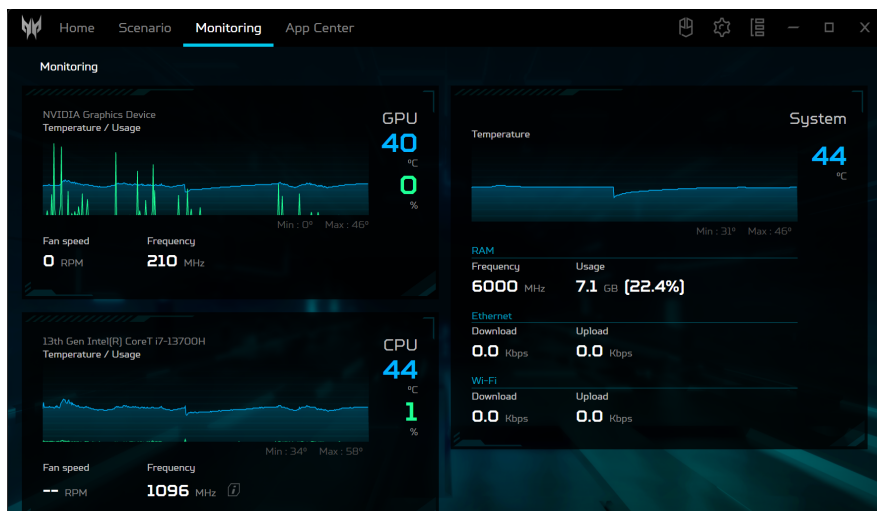 Home Scenario Monitoring App Center
Monitoring
NVIDIA Graphics Device
Temperature / Usage
GPU
40
°C
0
%
Min : 0° Max : 46°
Fan speed Frequency
0 RPM 210 MHz
13th Gen Intel(R) CoreT i7-13700H
Temperature / Usage
CPU
44
°C
1
%
Min : 34° Max : 58°
Fan speed Frequency
-- RPM 1096 MHz i
System
Temperature
44
°C
Min : 31° Max : 46°
RAM
Frequency Usage
6000 MHz 7.1 GB (22.4%)
Ethernet
Download Upload
0.0 Kbps 0.0 Kbps
Wi-Fi
Download Upload
0.0 Kbps 0.0 Kbps